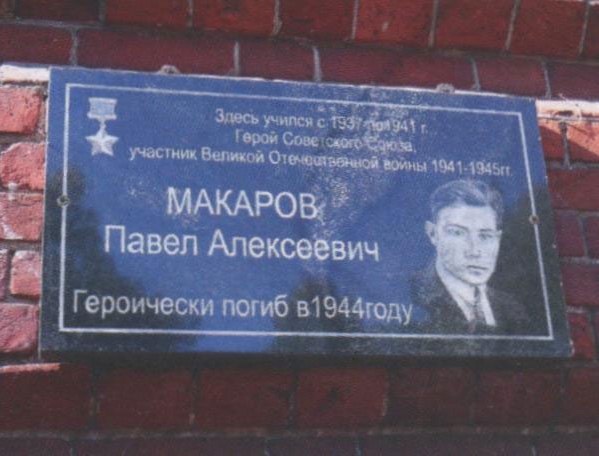 Здесь учился с 1937 по 1941 г.
Герой Советского Союза,
участник Великой Отечественной войны 1941-1945гг.
МАКАРОВ
Павел Алексеевич
Героически погиб в1944году